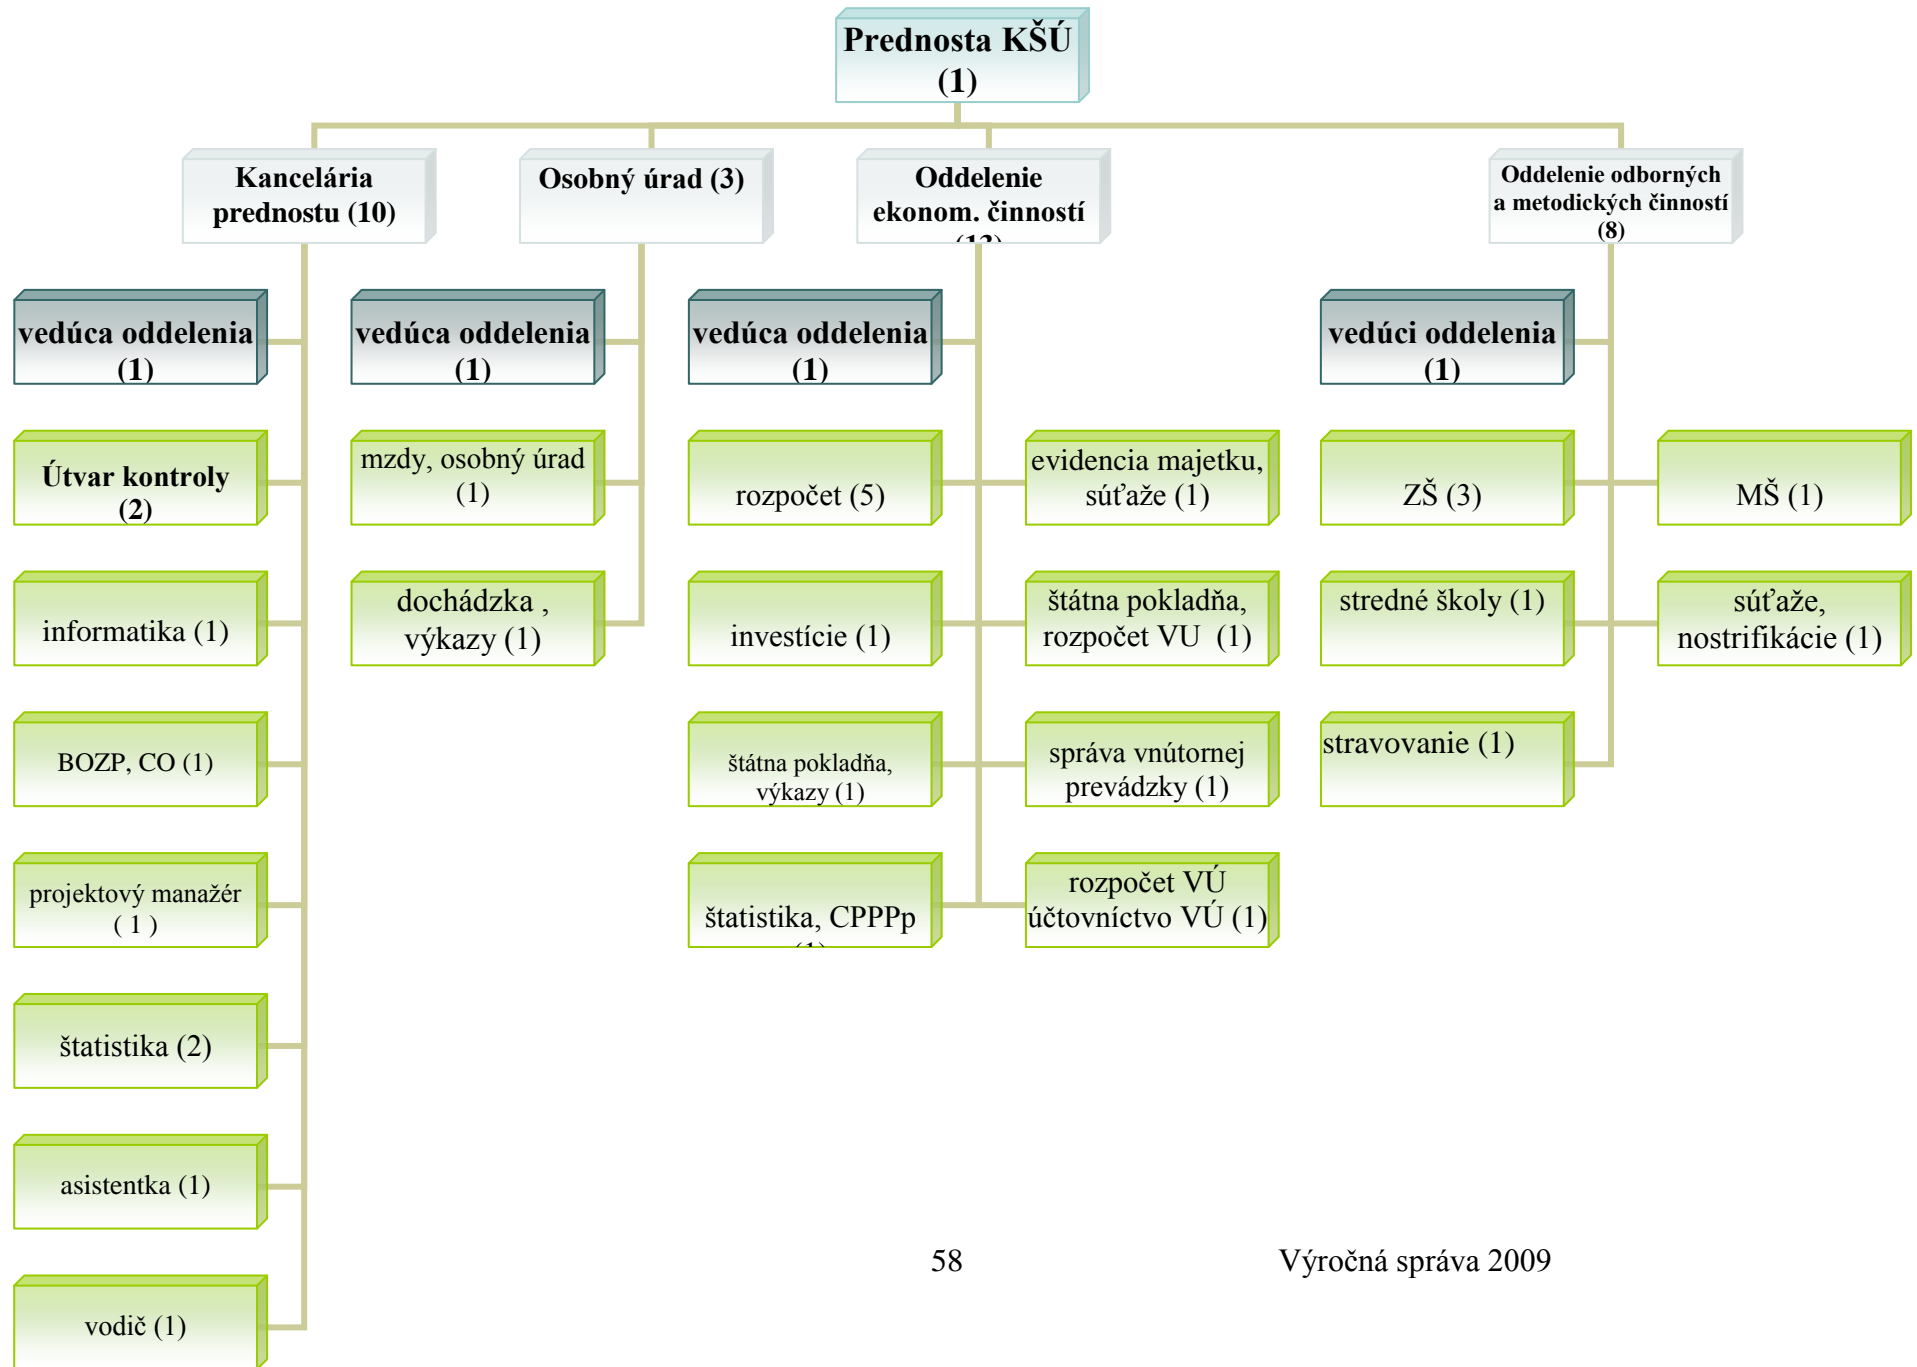 Prednosta KŠÚ
(1)
Kancelária
prednostu (10)
Osobný úrad (3)
Oddelenie
ekonom. činností
(13)
Oddelenie odborných
a metodických činností
(8)
vedúca oddelenia
(1)
vedúca oddelenia
(1)
vedúca oddelenia
(1)
vedúci oddelenia
(1)
Útvar kontroly
(2)
mzdy, osobný úrad
(1)
rozpočet (5)
evidencia majetku,
súťaže (1)
ZŠ (3)
MŠ (1)
informatika (1)
dochádzka ,
výkazy (1)
investície (1)
štátna pokladňa,
rozpočet VU (1)
stredné školy (1)
súťaže,
nostrifikácie (1)
BOZP, CO (1)
štátna pokladňa,
výkazy (1)
správa vnútornej
prevádzky (1)
stravovanie (1)
projektový manažér
( 1 )
štatistika, CPPPp
(1)
rozpočet VÚ
účtovníctvo VÚ (1)
štatistika (2)
asistentka (1)
vodič (1)
58
Výročná správa 2009